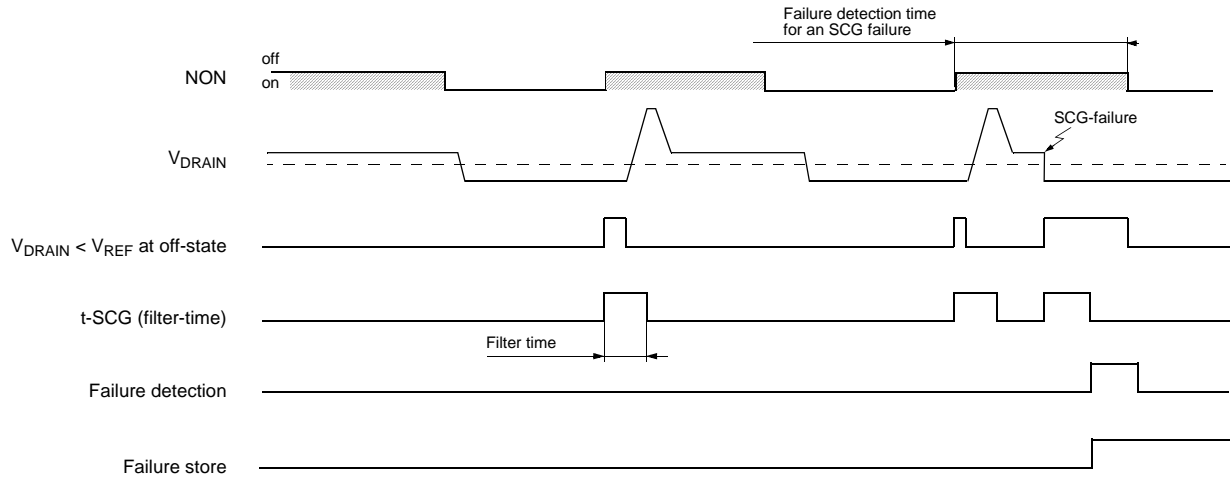 Failure detection time
for an SCG failure
off
NON
on
SCG-failure
VDRAIN
VDRAIN < VREF at off-state
t-SCG (filter-time)
Filter time
Failure detection
Failure store